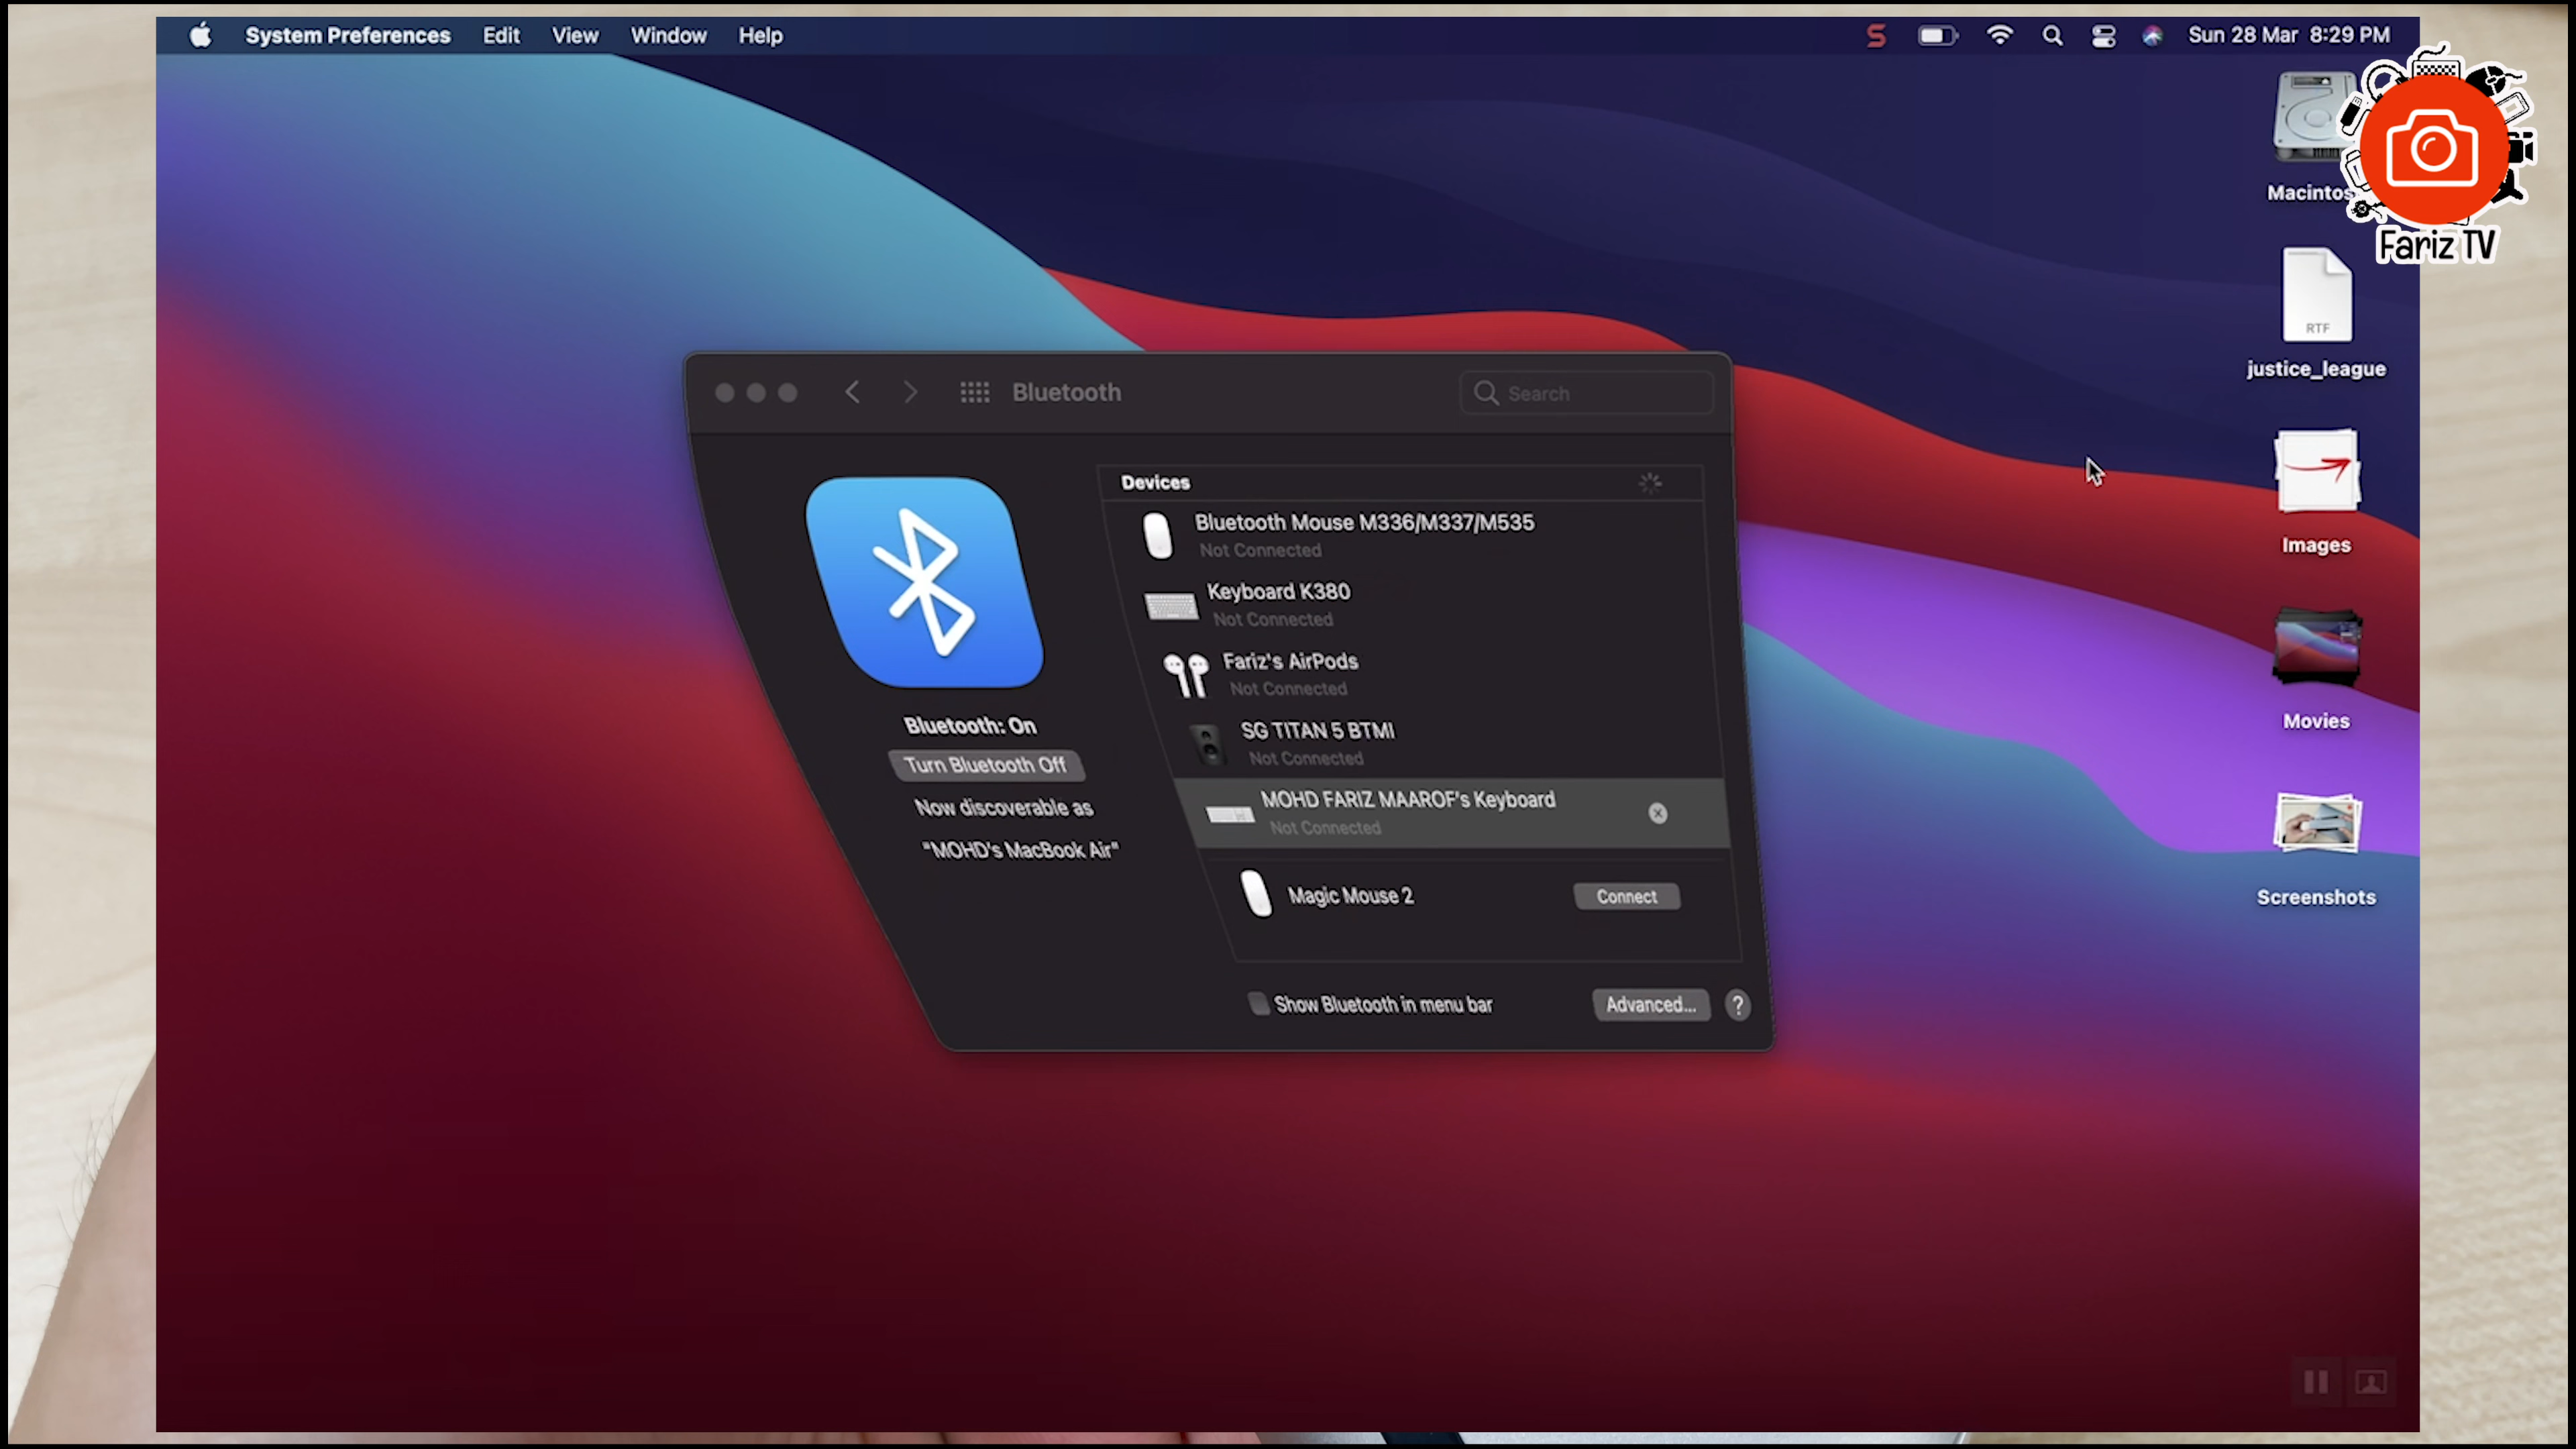 System Preferences Edit View Window Help
Sun 28 Mar 8:29 PM
Fariz TV
Macintos
RTF
justice_league
Images
Movies
Screenshots
Bluetooth
Search
Devices
Bluetooth Mouse M336/M337/M535
Not Connected
Keyboard K380
Not Connected
Fariz's AirPods
Not Connected
SG TITAN 5 BTMI
Not Connected
MOHD FARIZ MAAROF's Keyboard
Not Connected
Magic Mouse 2
Connect
Bluetooth: On
Turn Bluetooth Off
Now discoverable as
"MOHD's MacBook Air"
Show Bluetooth in menu bar
Advanced...
?